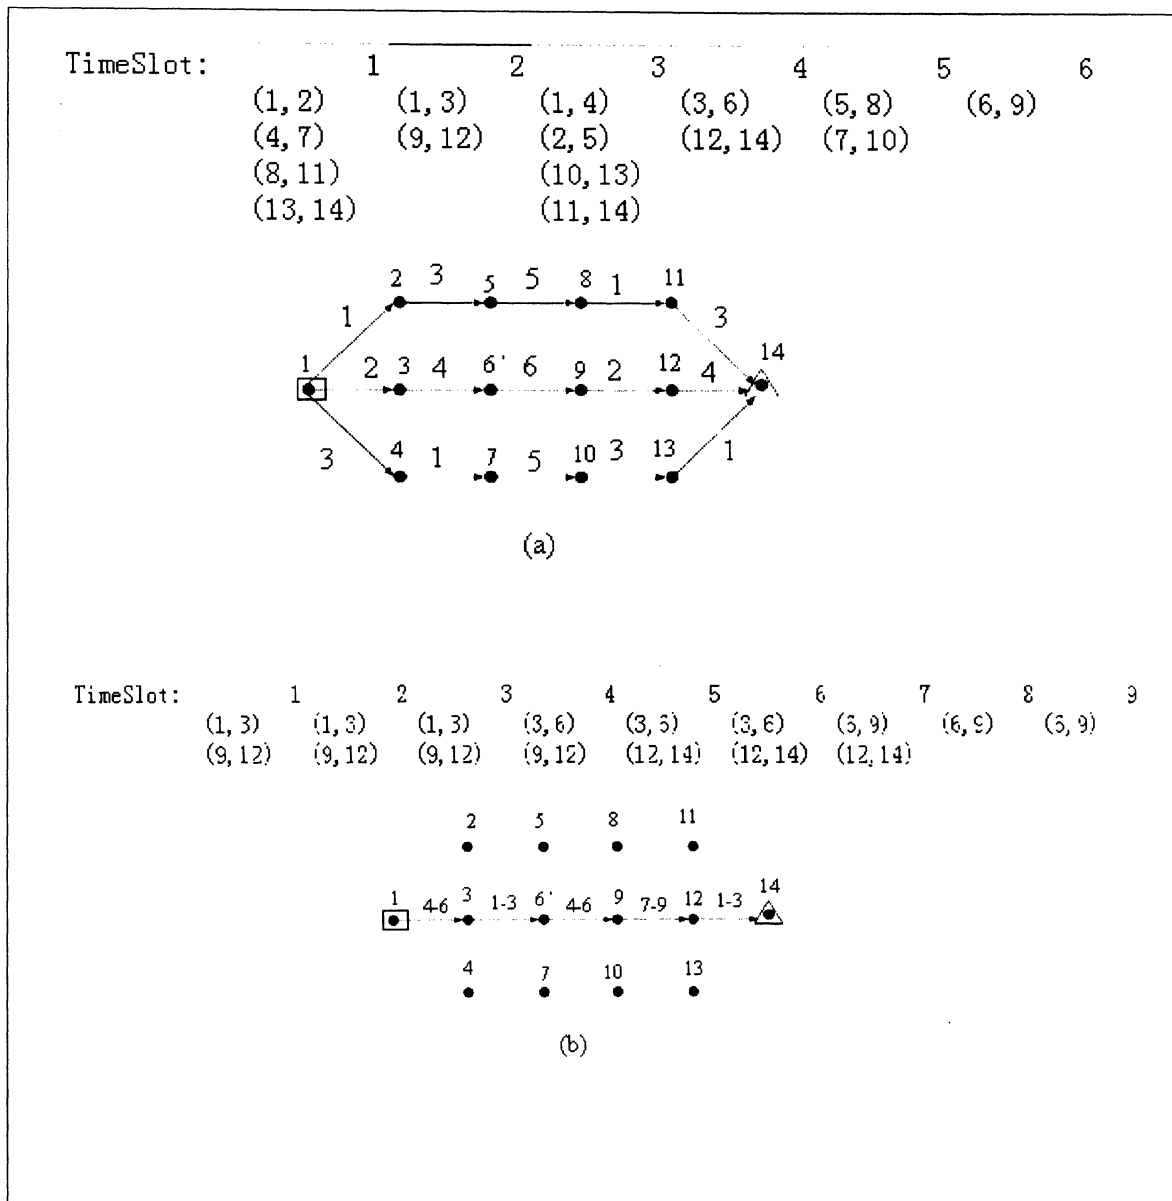 TimeSlot: 1 2 3 4 5 6
(1, 2) (1, 3) (1, 4) (3, 6) (5, 8) (6, 9)
(4, 7) (9, 12) (2, 5) (12, 14) (7, 10)
(8, 11) (10, 13)
(13, 14) (11, 14)
2 3 5 5 8 1 11
1 3
14
1 2 3 4 6 6 9 2 12 4
3 4 1 7 5 10 3 13 1
(a)
TimeSlot: 1 2 3 4 5 6 7 8 9
(1, 3) (1, 3) (1, 3) (3, 6) (3, 6) (3, 6) (6, 9) (6, 9) (6, 9)
(9, 12) (9, 12) (9, 12) (9, 12) (12, 14) (12, 14) (12, 14)
2 5 8 11
14
1 4-6 3 1-3 6 4-6 9 7-9 12 1-3
4 7 10 13
(b)